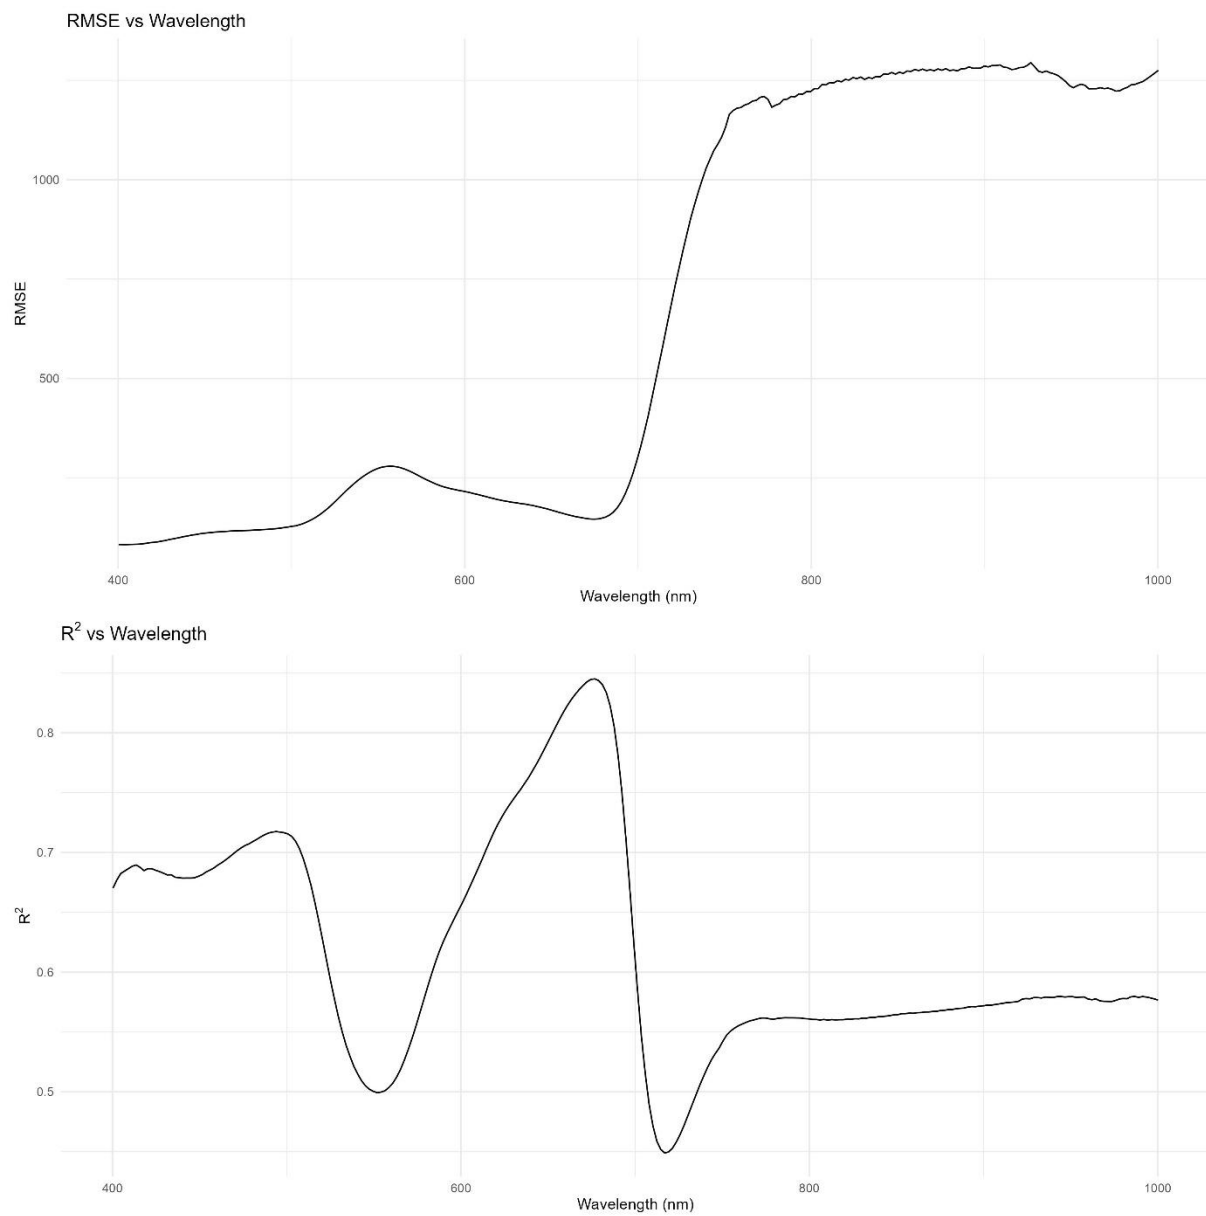 RMSE vs Wavelength
1000
500
RMSE
400 600 800 1000
Wavelength (nm)
R² vs Wavelength
0.8
0.7
0.6
0.5
R²
400 600 800 1000
Wavelength (nm)